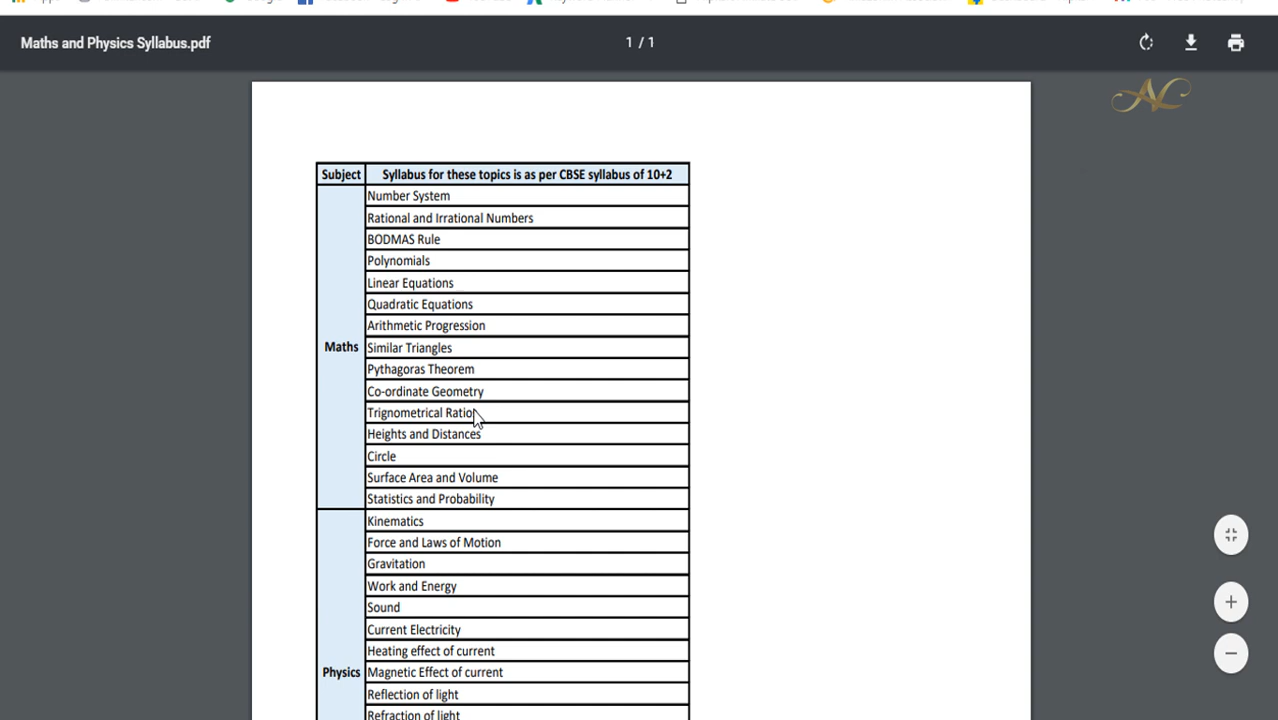 Maths and Physics Syllabus.pdf
1 / 1
AC
Subject Syllabus for these topics is as per CBSE syllabus of 10+2
Maths
Number System
Rational and Irrational Numbers
BODMAS Rule
Polynomials
Linear Equations
Quadratic Equations
Arithmetic Progression
Similar Triangles
Pythagoras Theorem
Co-ordinate Geometry
Trignometrical Ratio
Heights and Distances
Circle
Surface Area and Volume
Statistics and Probability
Physics
Kinematics
Force and Laws of Motion
Gravitation
Work and Energy
Sound
Current Electricity
Heating effect of current
Magnetic Effect of current
Reflection of light
Refraction of light